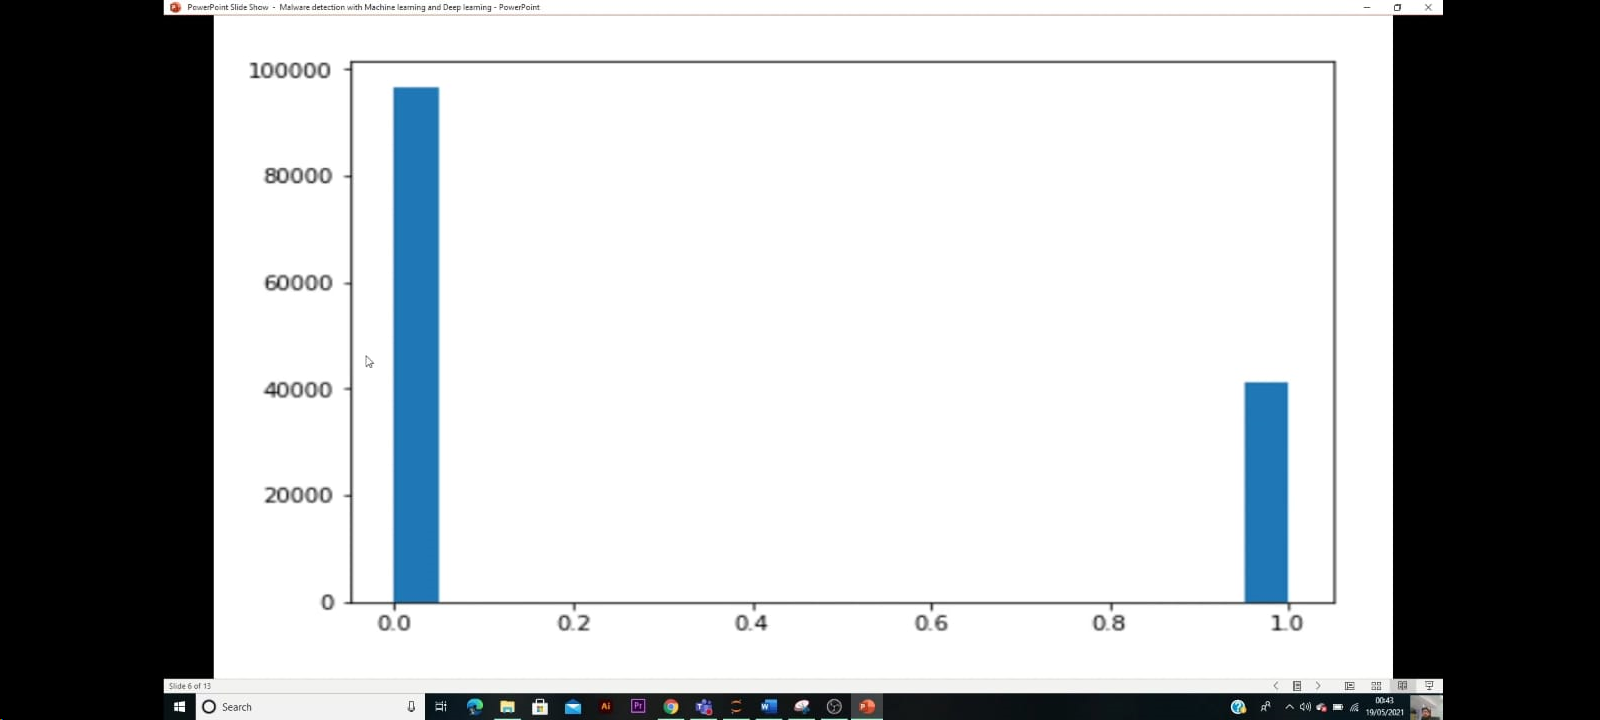 PowerPoint Slide Show - Malware detection with Machine learning and Deep learning - PowerPoint
100000
80000
60000
40000
20000
0
0.0 0.2 0.4 0.6 0.8 1.0
Slide 6 of 13
Search
Ai
Pr
W
P
00:43
19/05/2021